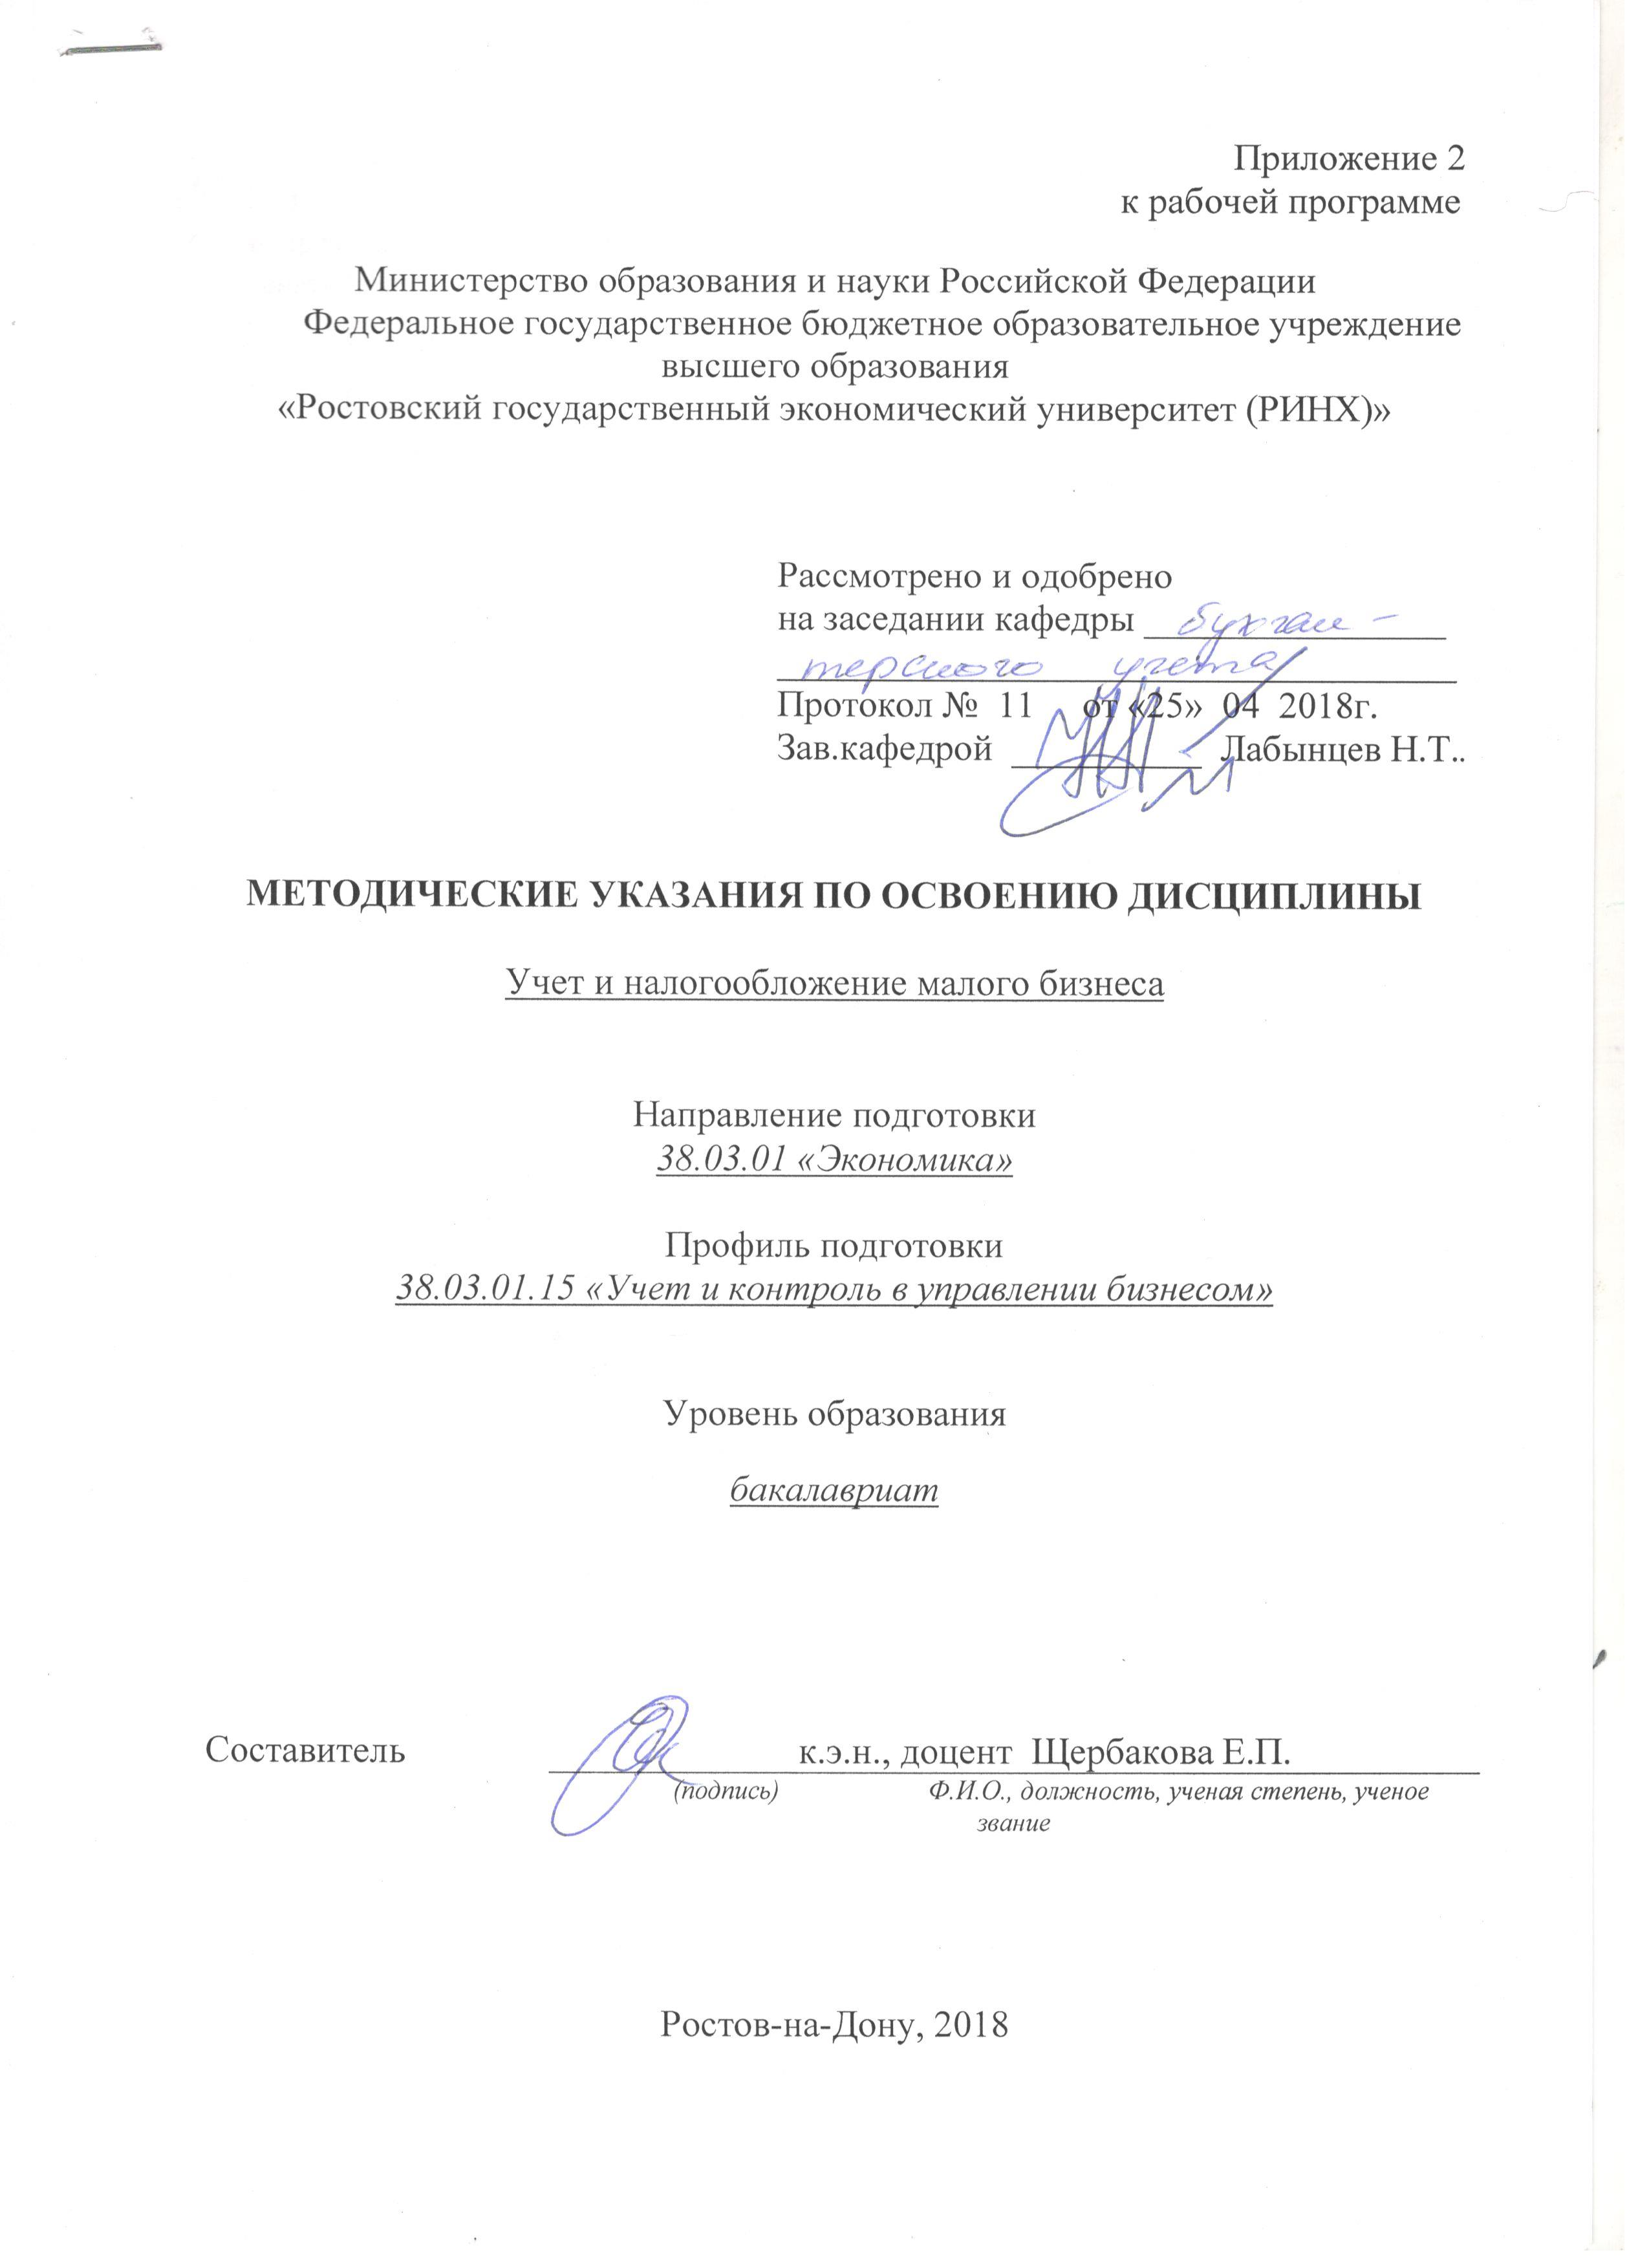 Приложение 2
к рабочей программе
Министерство образования и науки Российской Федерации
Федеральное государственное бюджетное образовательное учреждение
высшего образования
«Ростовский государственный экономический университет (РИНХ)»
Рассмотрено и одобрено
на заседании кафедры бухгал-
терского учета
Протокол № 11 от «25» 04 2018г.
Зав.кафедрой Лабынцев Н.Т..
МЕТОДИЧЕСКИЕ УКАЗАНИЯ ПО ОСВОЕНИЮ ДИСЦИПЛИНЫ
Учет и налогообложение малого бизнеса
Направление подготовки
38.03.01 «Экономика»
Профиль подготовки
38.03.01.15 «Учет и контроль в управлении бизнесом»
Уровень образования
бакалавриат
Составитель к.э.н., доцент Щербакова Е.П.
(подпись) Ф.И.О., должность, ученая степень, ученое
звание
Ростов-на-Дону, 2018